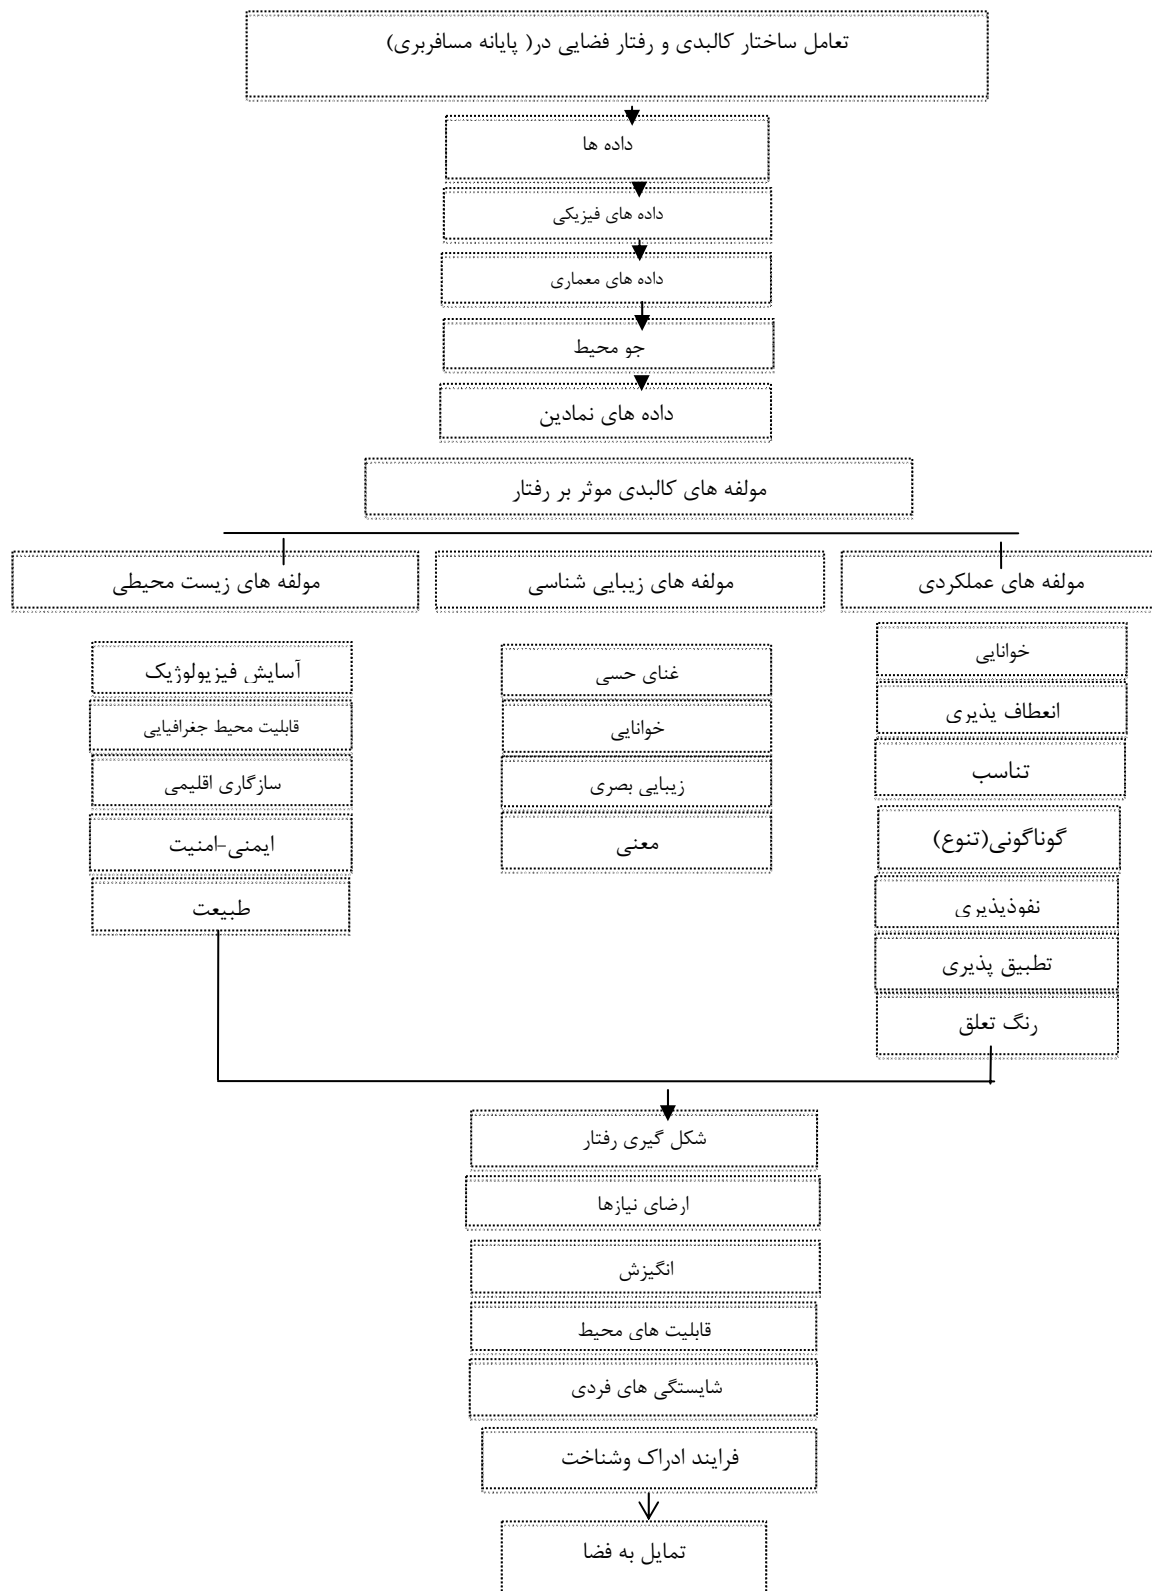 تعامل ساختار کالبدی و رفتار فضایی در( پایانه مسافربری)
داده ها
داده های فیزیکی
داده های معماری
جو محیط
داده های نمادین
مولفه های کالبدی موثر بر رفتار
مولفه های عملکردی
مولفه های زیبایی شناسی
مولفه های زیست محیطی
خوانایی
انعطاف پذیری
تناسب
گوناگونی(تنوع)
نفوذپذیری
تطبیق پذیری
رنگ تعلق
غنای حسی
خوانایی
زیبایی بصری
معنی
آسایش فیزیولوژیک
قابلیت محیط جغرافیایی
سازگاری اقلیمی
ایمنی-امنیت
طبیعت
شکل گیری رفتار
ارضای نیازها
انگیزش
قابلیت های محیط
شایستگی های فردی
فرایند ادراک وشناخت
تمایل به فضا